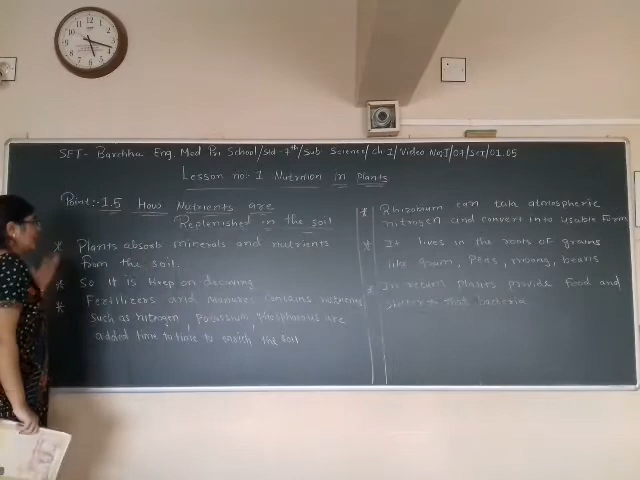 SFT- Barchha Eng. Med Pri School/Std-7th/Sub Science/Ch 1/Video No:1/07/SCI/01.05
Lesson no:-1 Nutrition in Plants
Point:-1.5 How Nutrients are
Replenished in the soil
* Plants absorb minerals and nutrients
from the soil.
* So it is keep on decaying
* Feztilizers and Manures contains nutrients
such as nitrogen, potassium, phosphrous are
added time to time to enrich the soil
* Rhizobium can take atmospheric
nitrogen and convert into usable form
* It lives in the roots of grams
like gram, peas, moong, beans
* In return plants provide food and
that bacteria